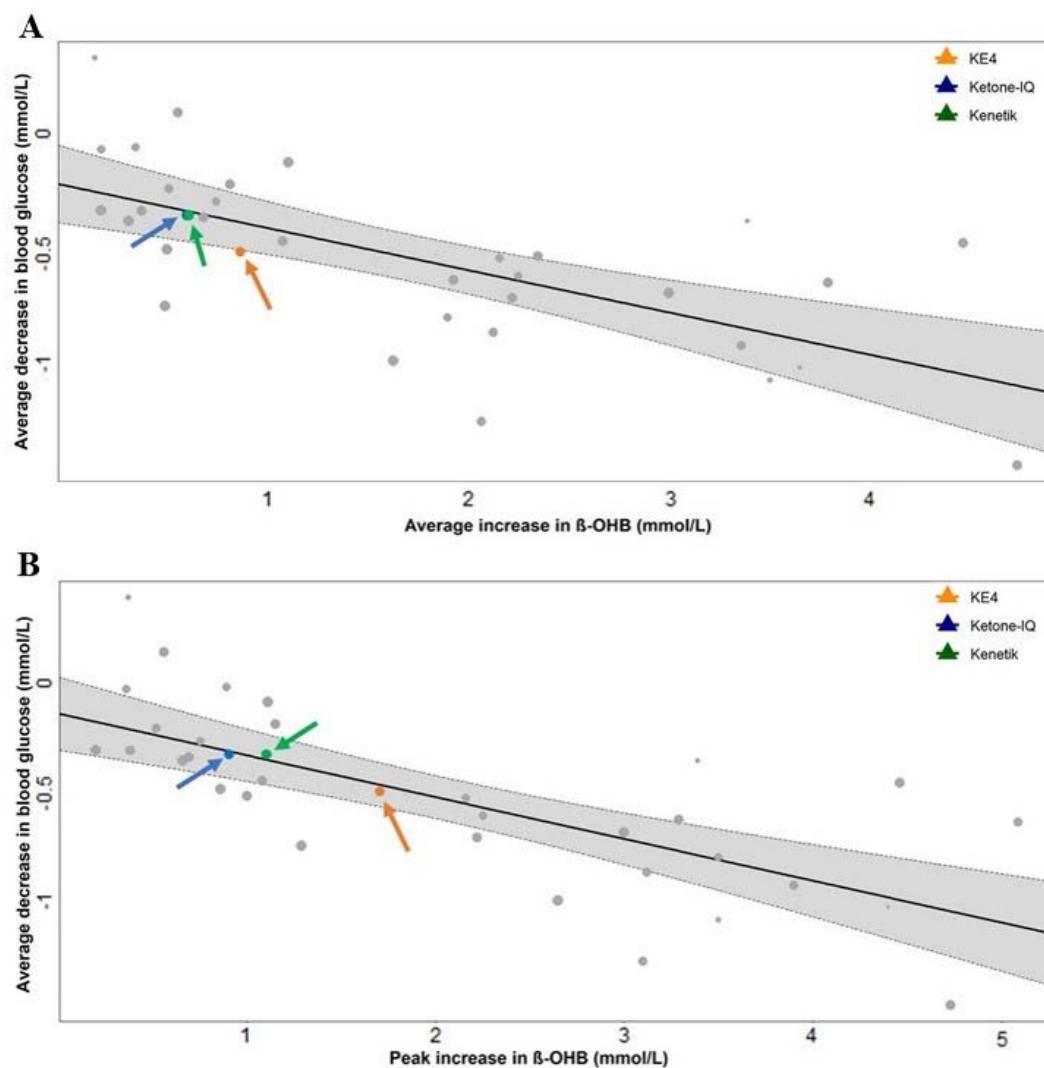 A
KE4
Ketone-IQ
Kenetik
Average decrease in blood glucose (mmol/L)
0
-0.5
-1
1 2 3 4
Average increase in ß-OHB (mmol/L)
B
KE4
Ketone-IQ
Kenetik
Average decrease in blood glucose (mmol/L)
0
-0.5
-1
1 2 3 4 5
Peak increase in ß-OHB (mmol/L)